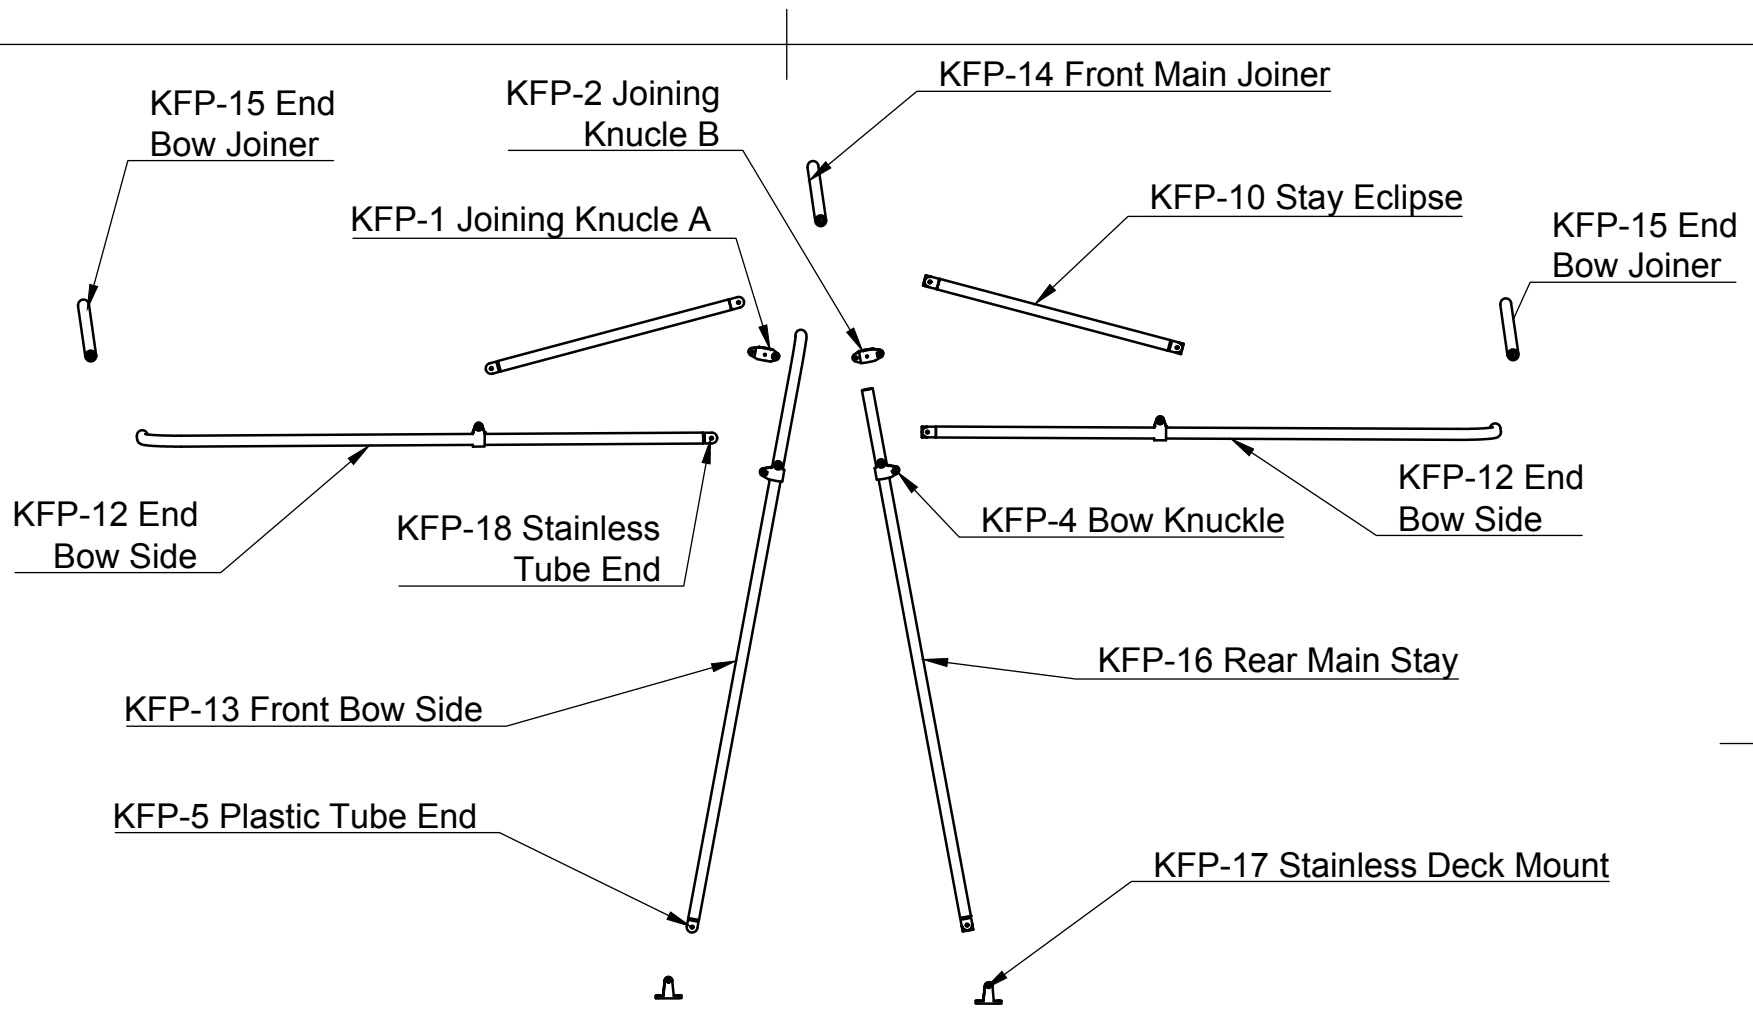 KFP-14 Front Main Joiner
KFP-15 End
Bow Joiner
KFP-2 Joining
Knucle B
KFP-10 Stay Eclipse
KFP-1 Joining Knucle A
KFP-15 End
Bow Joiner
KFP-12 End
Bow Side
KFP-18 Stainless
Tube End
KFP-4 Bow Knuckle
KFP-12 End
Bow Side
KFP-16 Rear Main Stay
KFP-13 Front Bow Side
KFP-5 Plastic Tube End
KFP-17 Stainless Deck Mount